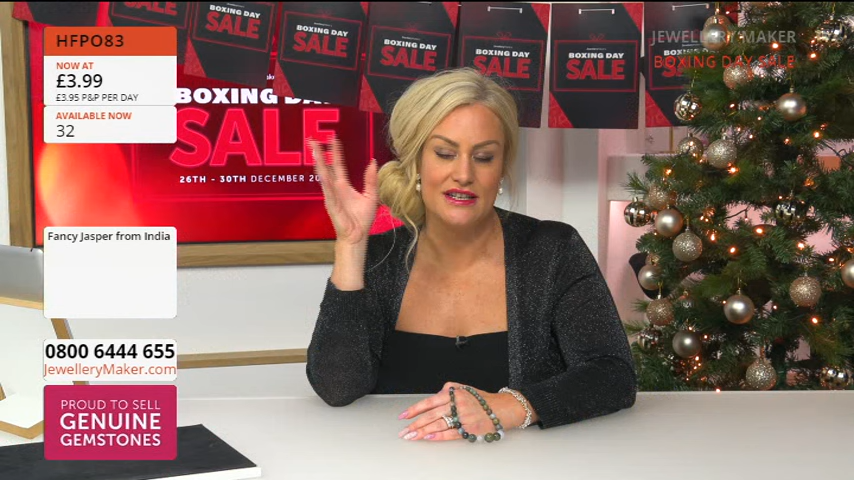 HFPO83
NOW AT
£3.99
£3.95 P&P PER DAY
AVAILABLE NOW
32
Fancy Jasper from India
0800 6444 655
JewelleryMaker.com
PROUD TO SELL
GENUINE
GEMSTONES
JEWELLERY MAKER
BOXING DAY SALE
BOXING DAY
SALE
26TH - 30TH DECEMBER
SALE
BOXING DAY
SALE
BOXING DAY
SALE
BOXING DAY
SALE
BOXING DAY
SALE